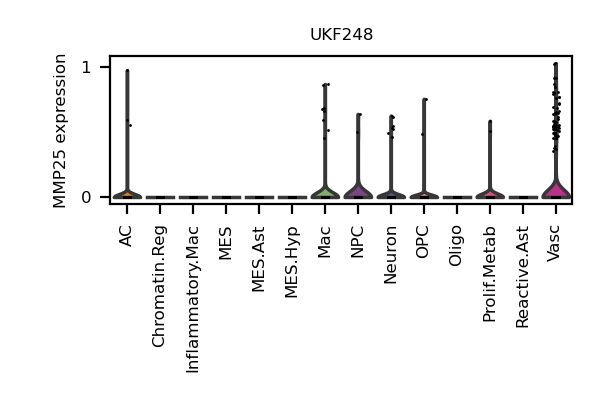 UKF248
MMP25 expression
1
0
AC
Chromatin.Reg
Inflammatory.Mac
MES
MES.Ast
MES.Hyp
Mac
NPC
Neuron
OPC
Oligo
Prolif.Metab
Reactive.Ast
Vasc